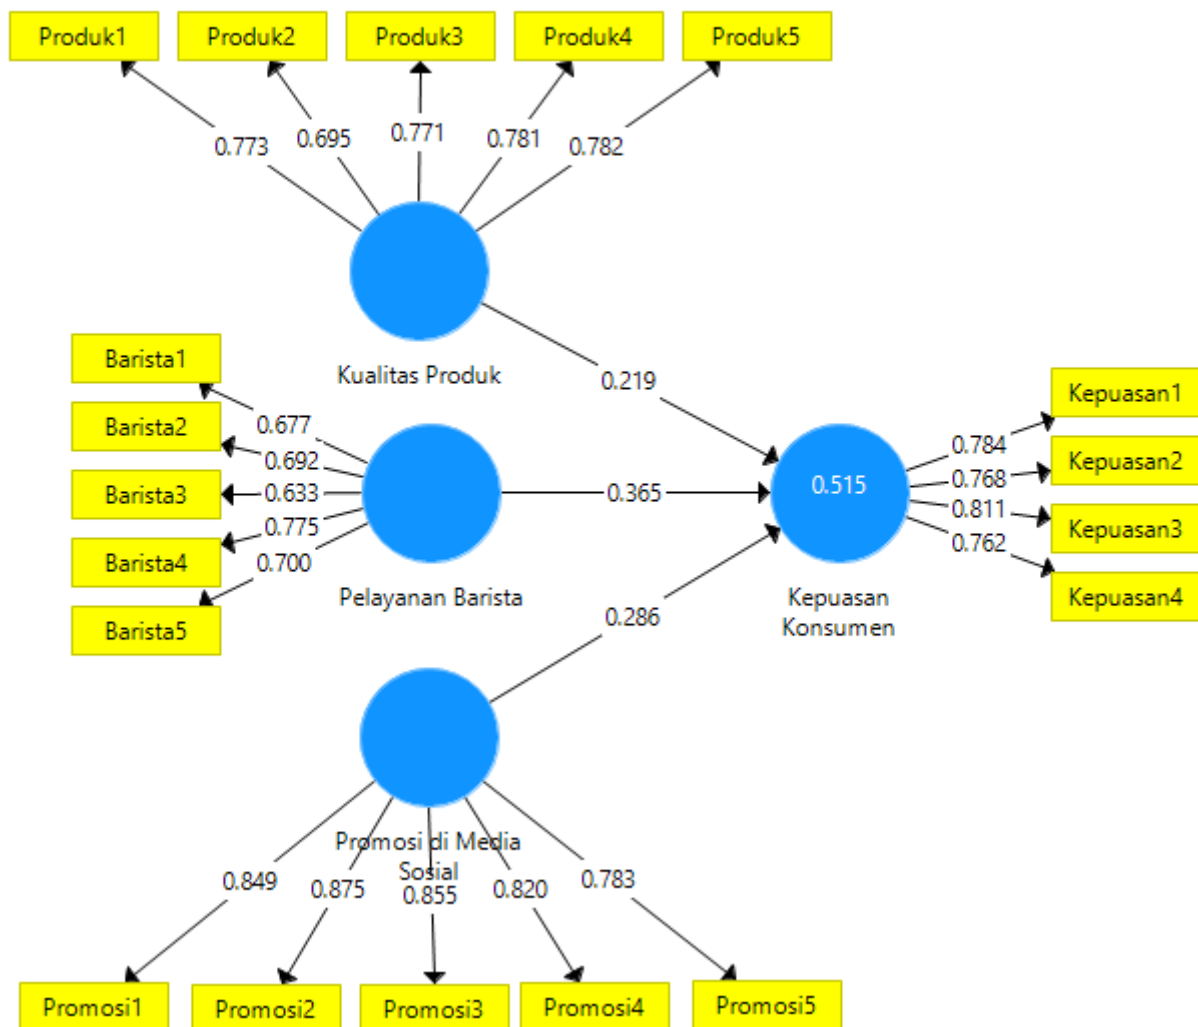 Produk1
Produk2
Produk3
Produk4
Produk5
0.773
0.695
0.771
0.781
0.782
Kualitas Produk
0.219
Barista1
Barista2
Barista3
Barista4
Barista5
0.677
0.692
0.633
0.775
0.700
Pelayanan Barista
0.365
0.515
Kepuasan
Konsumen
0.784
0.768
0.811
0.762
Kepuasan1
Kepuasan2
Kepuasan3
Kepuasan4
0.286
Promosi di Media
Sosial
0.849
0.875
0.855
0.820
0.783
Promosi1
Promosi2
Promosi3
Promosi4
Promosi5